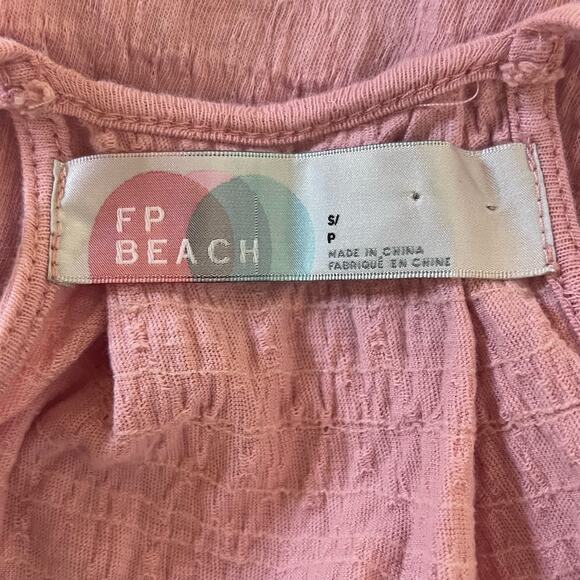 FP
BEACH
S/
P
MADE IN CHINA
FABRIQUÉ EN CHINE